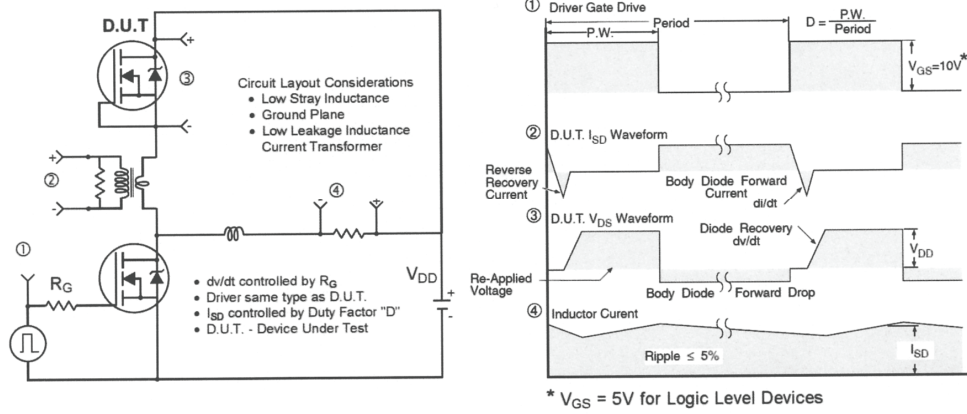 D.U.T
+
③
-
Circuit Layout Considerations
• Low Stray Inductance
• Ground Plane
• Low Leakage Inductance
Current Transformer
+
②
-
④
-
+
①
RG
VDD
+
-
• dv/dt controlled by RG
• Driver same type as D.U.T.
• ISD controlled by Duty Factor "D"
• D.U.T. - Device Under Test
① Driver Gate Drive
P.W.
Period
D = P.W.
Period
VGS=10V*
② D.U.T. ISD Waveform
Reverse
Recovery
Current
Body Diode Forward
Current
di/dt
③ D.U.T. VDS Waveform
Diode Recovery
dv/dt
VDD
Re-Applied
Voltage
Body Diode Forward Drop
④ Inductor Curent
Ripple ≤ 5%
ISD
* VGS = 5V for Logic Level Devices